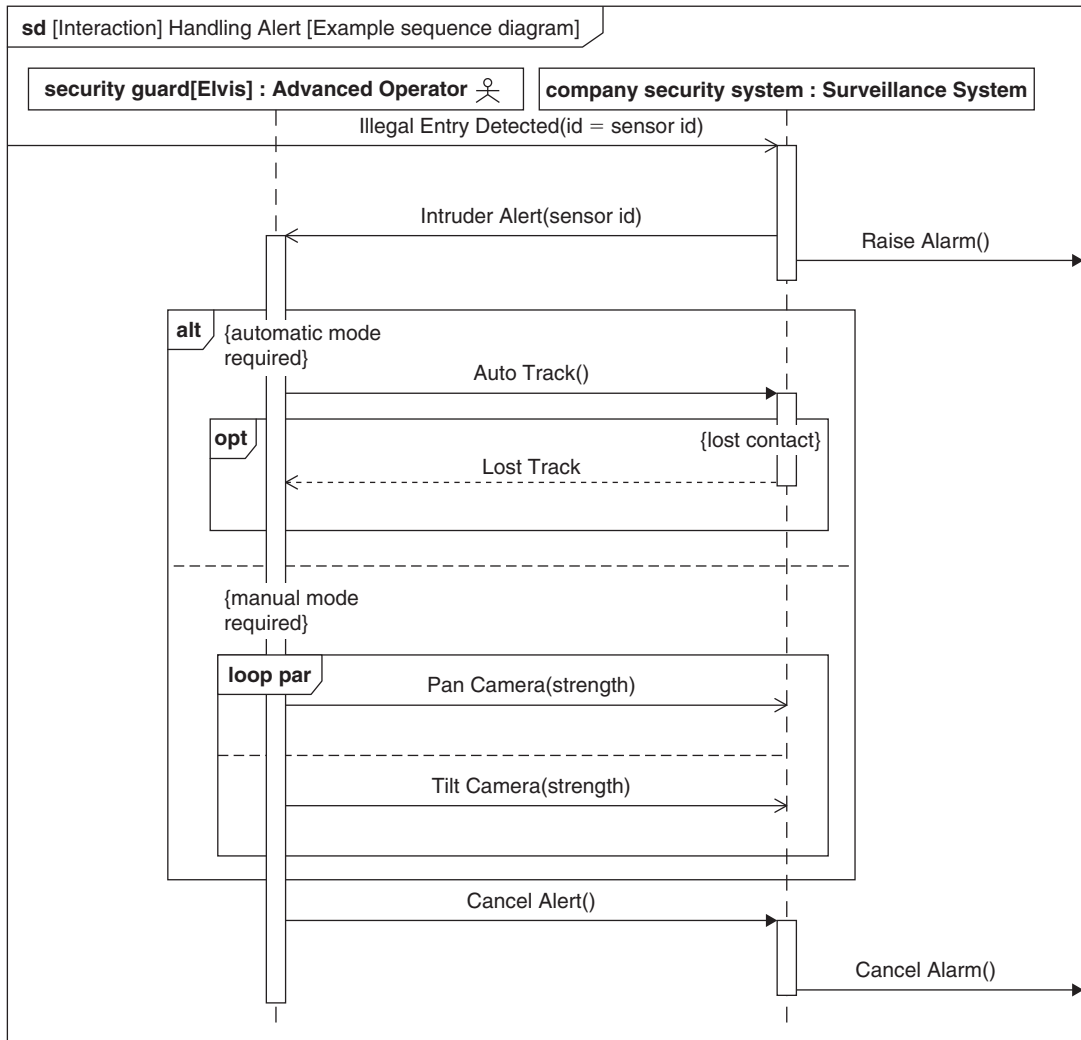 sd [Interaction] Handling Alert [Example sequence diagram]
security guard[Elvis] : Advanced Operator
company security system : Surveillance System
Illegal Entry Detected(id = sensor id)
Intruder Alert(sensor id)
Raise Alarm()
alt
{automatic mode
required}
Auto Track()
opt
{lost contact}
Lost Track
{manual mode
required}
loop par
Pan Camera(strength)
Tilt Camera(strength)
Cancel Alert()
Cancel Alarm()